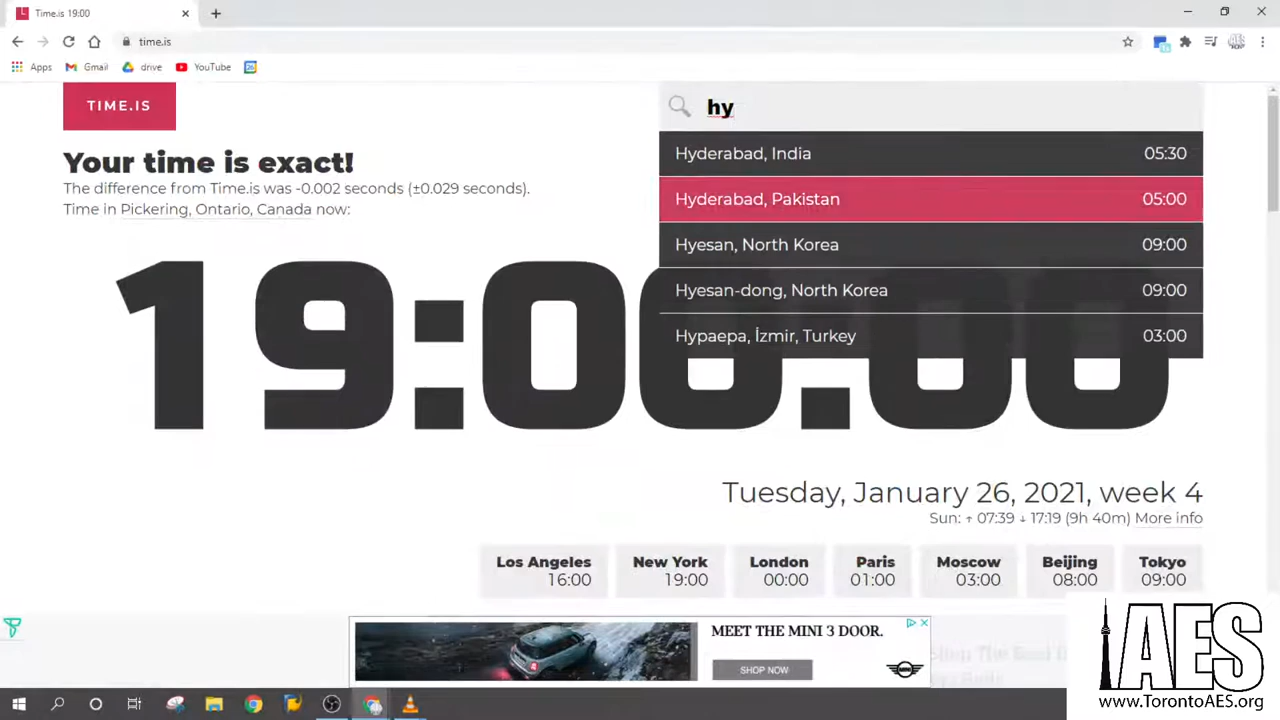 Time.is 19:00
time.is
Apps
Gmail
drive
YouTube
TIME.IS
hy
Hyderabad, India 05:30
Hyderabad, Pakistan 05:00
Hyesan, North Korea 09:00
Hyesan-dong, North Korea 09:00
Hypaepa, İzmir, Turkey 03:00
Your time is exact!
The difference from Time.is was -0.002 seconds (±0.029 seconds).
Time in Pickering, Ontario, Canada now:
19:00:00
Tuesday, January 26, 2021, week 4
Sun: ↑ 07:39 ↓ 17:19 (9h 40m) More info
Los Angeles New York London Paris Moscow Beijing Tokyo
16:00 19:00 00:00 01:00 03:00 08:00 09:00
MEET THE MINI 3 DOOR.
SHOP NOW
MINI
AES
www.TorontoAES.org